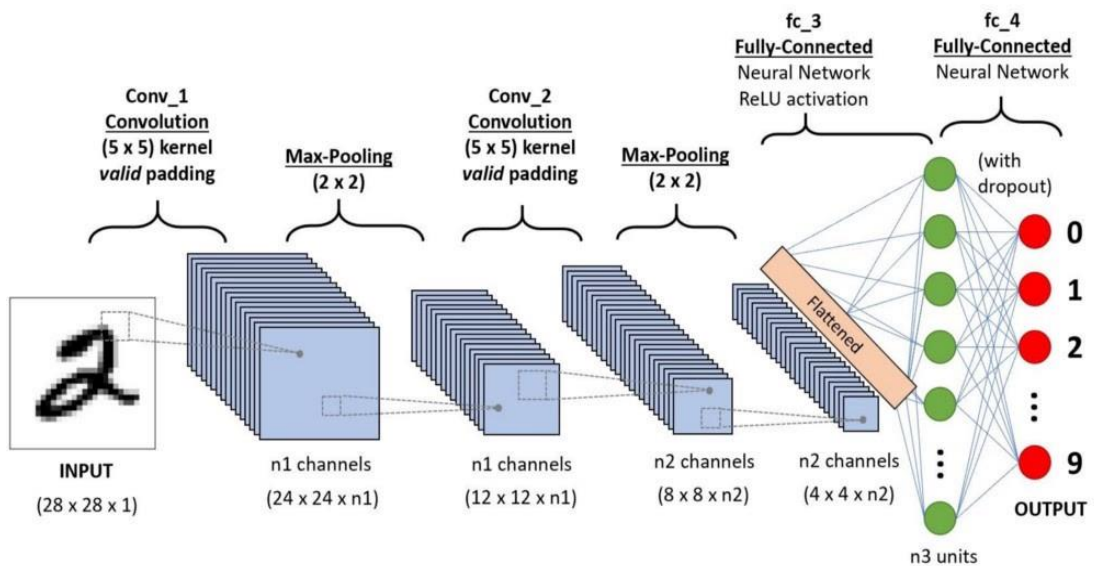 Conv_1
Convolution
(5 x 5) kernel
valid padding
Max-Pooling
(2 x 2)
Conv_2
Convolution
(5 x 5) kernel
valid padding
Max-Pooling
(2 x 2)
fc_3
Fully-Connected
Neural Network
ReLU activation
fc_4
Fully-Connected
Neural Network
(with
dropout)
Flattened
0
1
2
9
OUTPUT
2
INPUT
(28 x 28 x 1)
n1 channels
(24 x 24 x n1)
n1 channels
(12 x 12 x n1)
n2 channels
(8 x 8 x n2)
n2 channels
(4 x 4 x n2)
n3 units